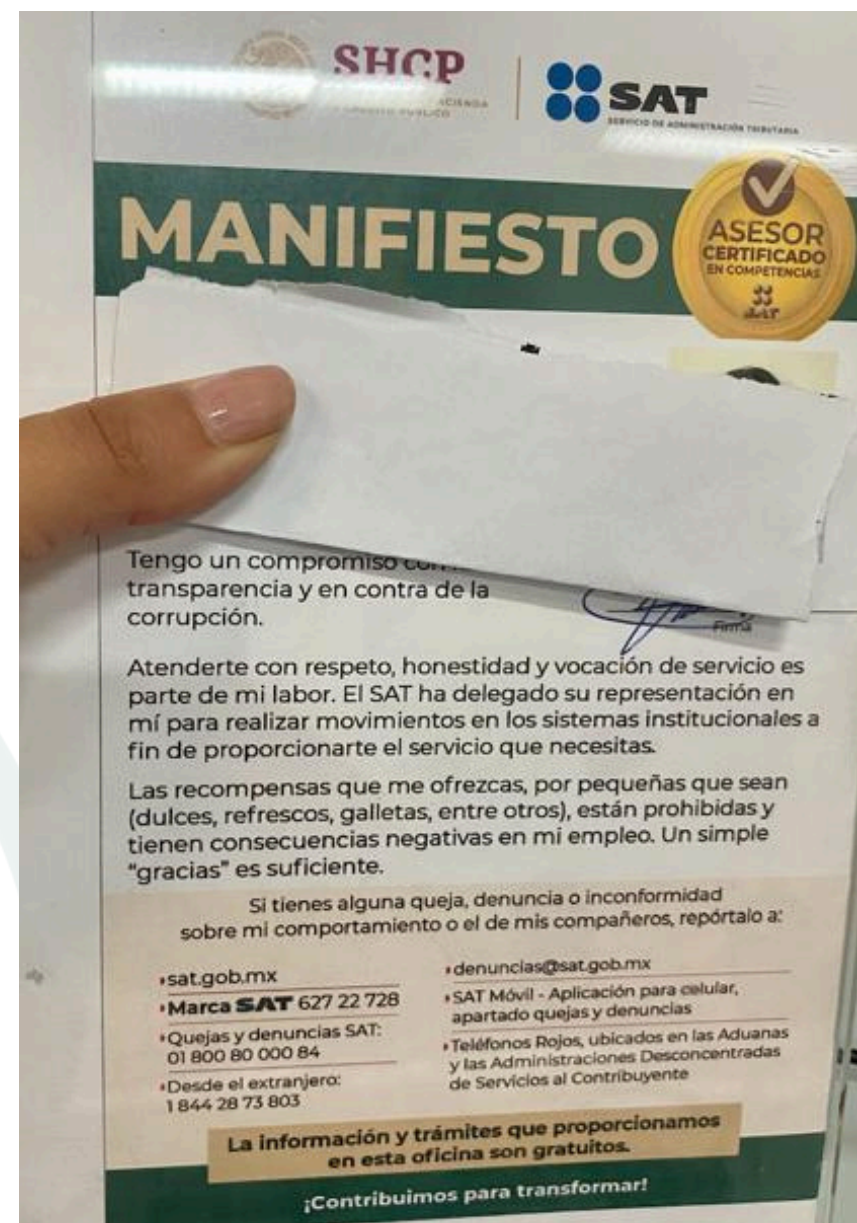 SHCP
CIENDA
PÚBLICO
SAT
SERVICIO DE ADMINISTRACIÓN TRIBUTARIA
MANIFIESTO
ASESOR
CERTIFICADO
EN COMPETENCIAS
SAT
Tengo un compromiso
transparencia y en contra de la
corrupción.
Firma
Atenderte con respeto, honestidad y vocación de servicio es
parte de mi labor. El SAT ha delegado su representación en
mí para realizar movimientos en los sistemas institucionales a
fin de proporcionarte el servicio que necesitas.
Las recompensas que me ofrezcas, por pequeñas que sean
(dulces, refrescos, galletas, entre otros), están prohibidas y
tienen consecuencias negativas en mi empleo. Un simple
"gracias" es suficiente.
Si tienes alguna queja, denuncia o inconformidad
sobre mi comportamiento o el de mis compañeros, repórtalo a:
sat.gob.mx
Marca SAT 627 22 728
Quejas y denuncias SAT:
01 800 80 000 84
Desde el extranjero:
1 844 28 73 803
denuncias@sat.gob.mx
SAT Móvil - Aplicación para celular,
apartado quejas y denuncias
Teléfonos Rojos, ubicados en las Aduanas
y las Administraciones Desconcentradas
de Servicios al Contribuyente
La información y trámites que proporcionamos
en esta oficina son gratuitos.
¡Contribuimos para transformar!